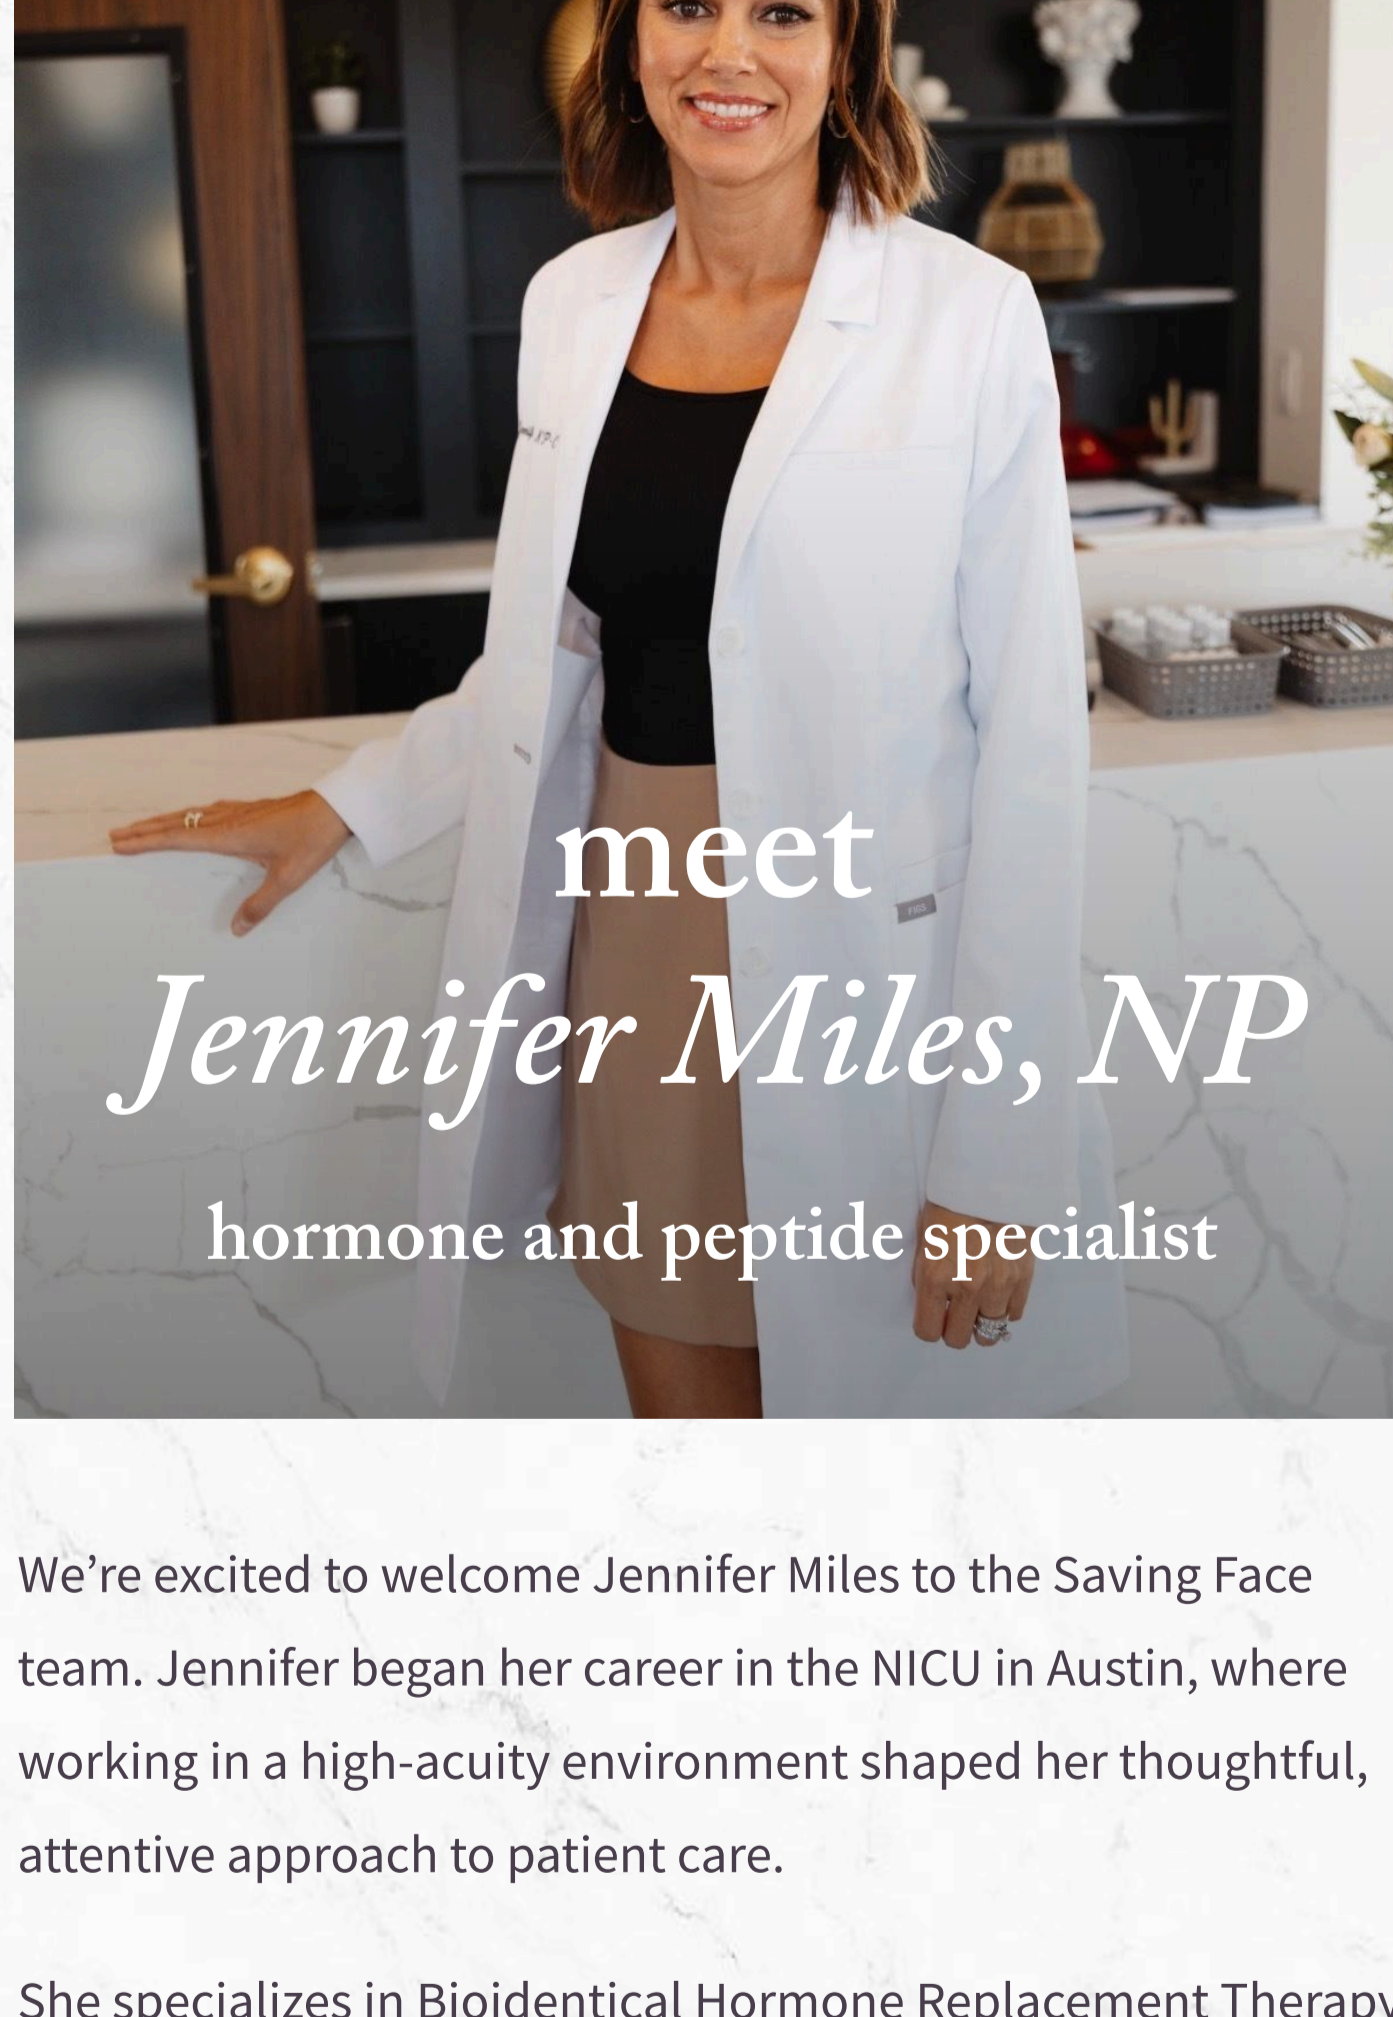 NP-C
FIGS
meet
Jennifer Miles, NP
hormone and peptide specialist
We’re excited to welcome Jennifer Miles to the Saving Face
team. Jennifer began her career in the NICU in Austin, where
working in a high-acuity environment shaped her thoughtful,
attentive approach to patient care.
She specializes in Bioidentical Hormone Replacement Therapy